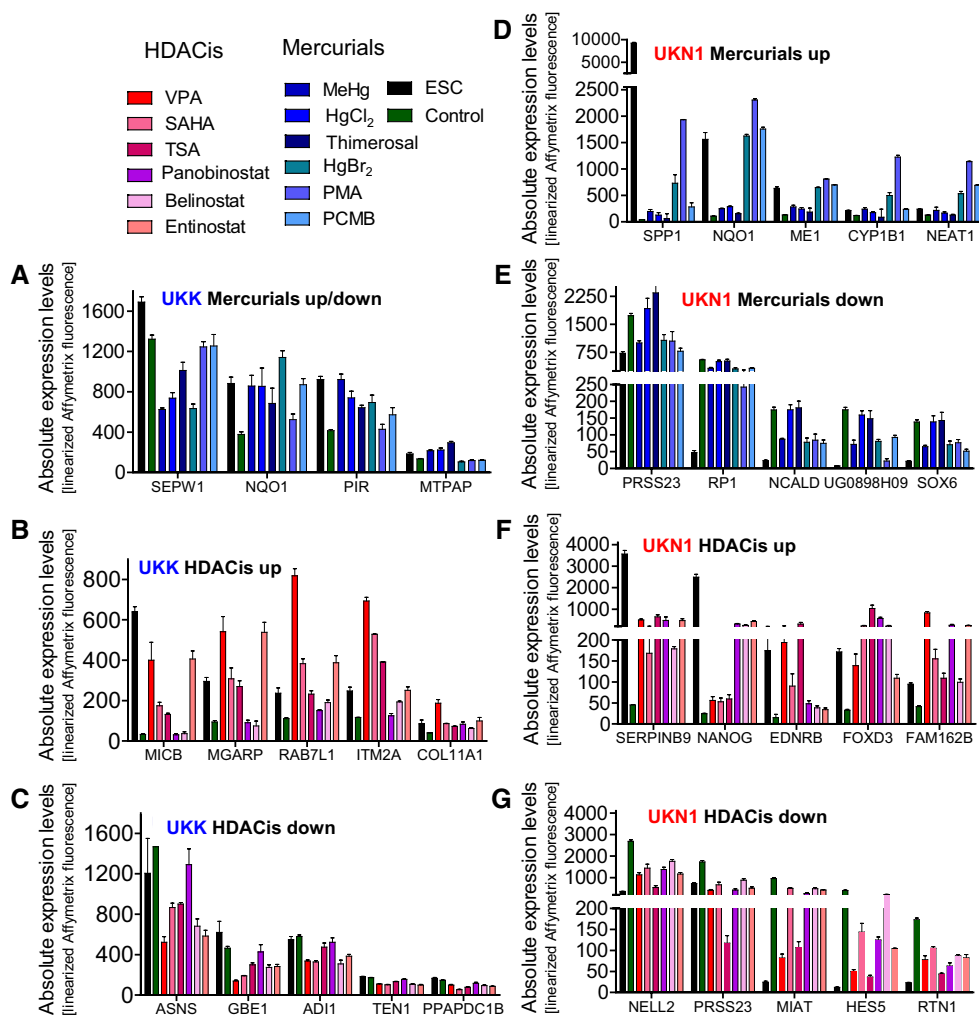 HDACis
VPA
SAHA
TSA
Panobinostat
Belinostat
Entinostat
Mercurials
MeHg
HgCl2
Thimerosal
HgBr2
PMA
PCMB
ESC
Control
A
UKK Mercurials up/down
Absolute expression levels
[linearized Affymetrix fluorescence]
1600
1200
800
400
0
SEPW1 NQO1 PIR MTPAP
B
UKK HDACis up
Absolute expression levels
[linearized Affymetrix fluorescence]
800
600
400
200
0
MICB MGARP RAB7L1 ITM2A COL11A1
C
UKK HDACis down
Absolute expression levels
[linearized Affymetrix fluorescence]
1600
1200
800
400
0
ASNS GBE1 ADI1 TEN1 PPAPDC1B
D
UKN1 Mercurials up
Absolute expression levels
[linearized Affymetrix fluorescence]
10000
5000
2500
2000
1500
1000
500
0
SPP1 NQO1 ME1 CYP1B1 NEAT1
E
UKN1 Mercurials down
Absolute expression levels
[linearized Affymetrix fluorescence]
2250
1500
750
250
200
150
100
50
0
PRSS23 RP1 NCALD UG0898H09 SOX6
F
UKN1 HDACis up
Absolute expression levels
[linearized Affymetrix fluorescence]
4000
3000
2000
1000
200
150
100
50
0
SERPINB9 NANOG EDNRB FOXD3 FAM162B
G
UKN1 HDACis down
Absolute expression levels
[linearized Affymetrix fluorescence]
4000
3000
2000
1000
200
150
100
50
0
NELL2 PRSS23 MIAT HES5 RTN1